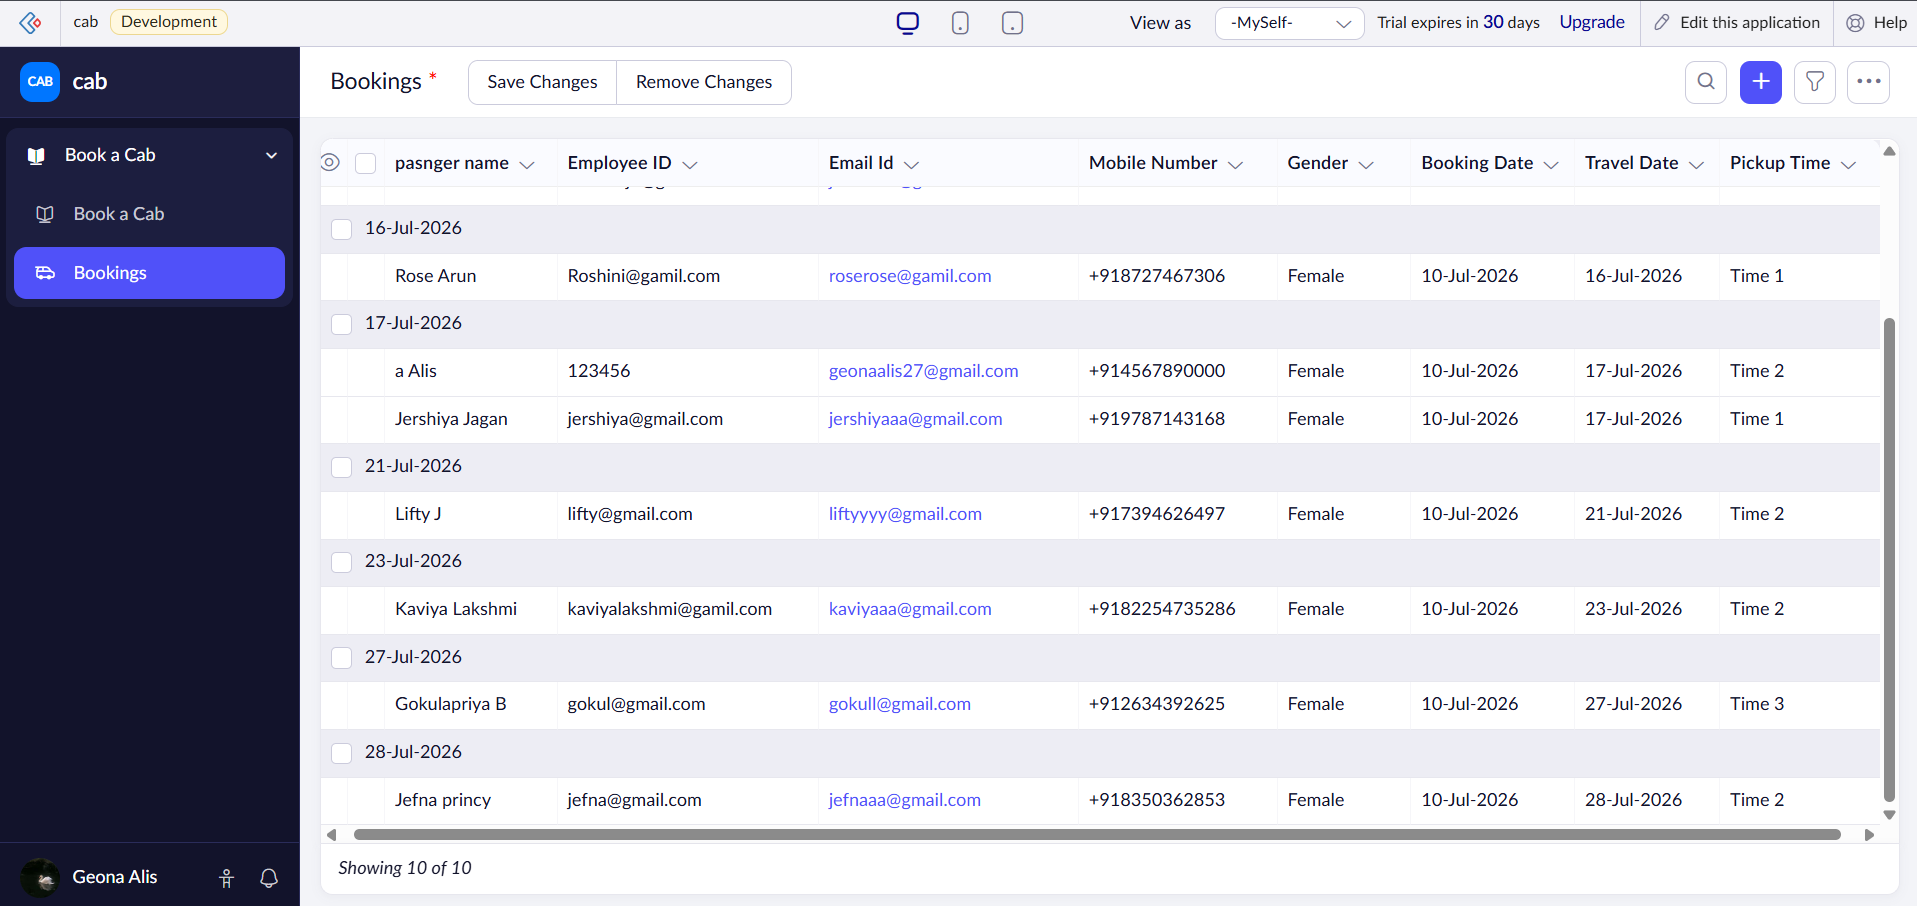 cab Development View as -MySelf- Trial expires in 30 days Upgrade Edit this application Help
CAB cab
Bookings * Save Changes Remove Changes
Book a Cab
Book a Cab
Bookings
pasnger name Employee ID Email Id Mobile Number Gender Booking Date Travel Date Pickup Time
16-Jul-2026
Rose Arun Roshini@gamil.com roserose@gamil.com +918727467306 Female 10-Jul-2026 16-Jul-2026 Time 1
17-Jul-2026
a Alis 123456 geonaalis27@gmail.com +914567890000 Female 10-Jul-2026 17-Jul-2026 Time 2
Jershiya Jagan jershiya@gmail.com jershiyaaa@gmail.com +919787143168 Female 10-Jul-2026 17-Jul-2026 Time 1
21-Jul-2026
Lifty J lifty@gmail.com liftyyyy@gmail.com +917394626497 Female 10-Jul-2026 21-Jul-2026 Time 2
23-Jul-2026
Kaviya Lakshmi kaviyalakshmi@gamil.com kaviyaaa@gmail.com +9182254735286 Female 10-Jul-2026 23-Jul-2026 Time 2
27-Jul-2026
Gokulapriya B gokul@gmail.com gokull@gmail.com +912634392625 Female 10-Jul-2026 27-Jul-2026 Time 3
28-Jul-2026
Jefna princy jefna@gmail.com jefnaaa@gmail.com +918350362853 Female 10-Jul-2026 28-Jul-2026 Time 2
Showing 10 of 10
Geona Alis